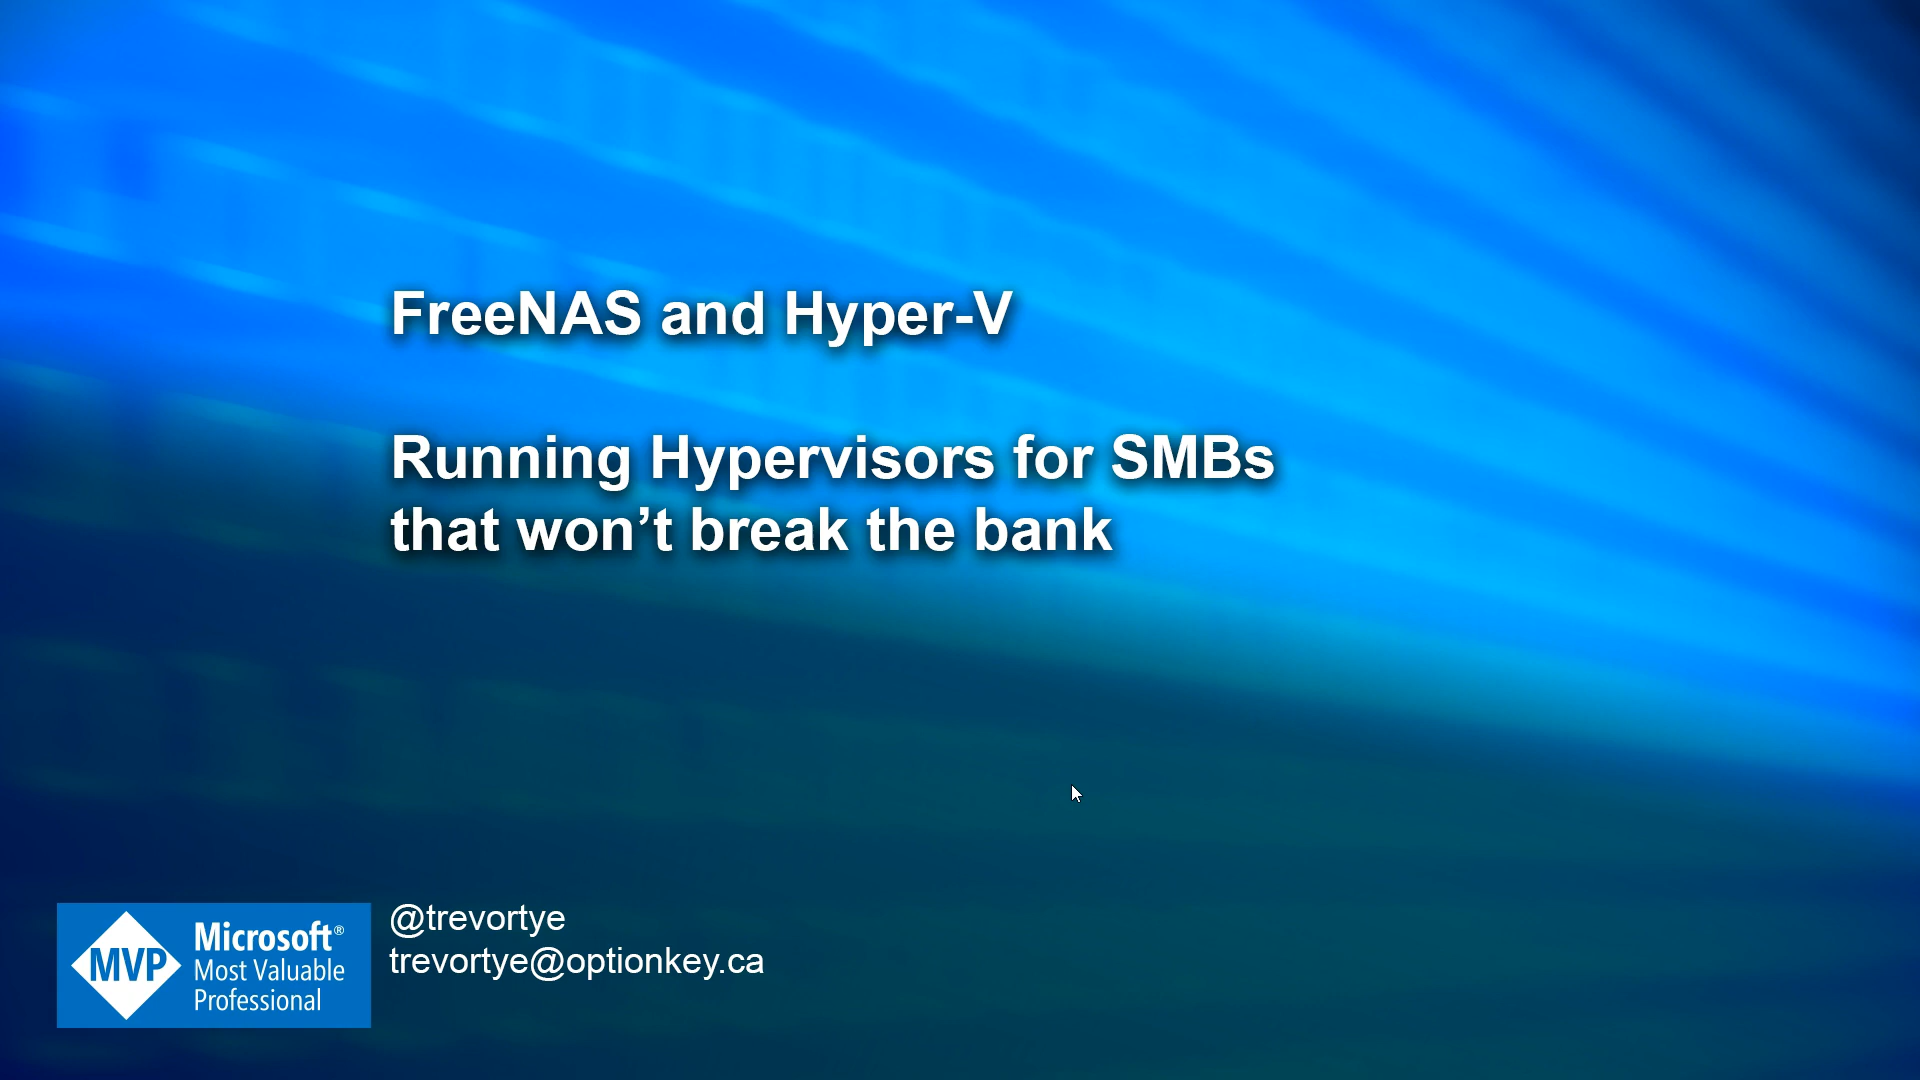 FreeNAS and Hyper-V
Running Hypervisors for SMBs
that won’t break the bank
MVP
Microsoft®
Most Valuable
Professional
@trevortye
trevortye@optionkey.ca